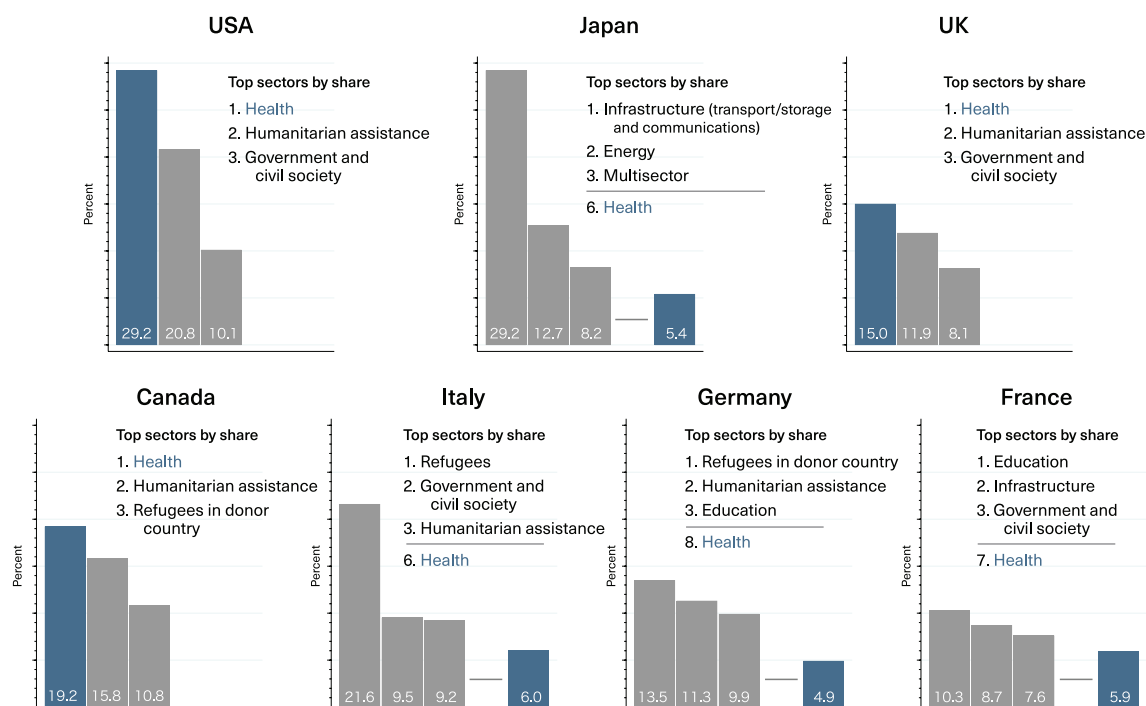 USA
Percent
Top sectors by share
1. Health
2. Humanitarian assistance
3. Government and
civil society
29.2 20.8 10.1
Japan
Percent
Top sectors by share
1. Infrastructure (transport/storage
and communications)
2. Energy
3. Multisector
6. Health
29.2 12.7 8.2 5.4
UK
Percent
Top sectors by share
1. Health
2. Humanitarian assistance
3. Government and
civil society
15.0 11.9 8.1
Canada
Percent
Top sectors by share
1. Health
2. Humanitarian assistance
3. Refugees in donor
country
19.2 15.8 10.8
Italy
Percent
Top sectors by share
1. Refugees
2. Government and
civil society
3. Humanitarian assistance
6. Health
21.6 9.5 9.2 6.0
Germany
Percent
Top sectors by share
1. Refugees in donor country
2. Humanitarian assistance
3. Education
8. Health
13.5 11.3 9.9 4.9
France
Percent
Top sectors by share
1. Education
2. Infrastructure
3. Government and
civil society
7. Health
10.3 8.7 7.6 5.9